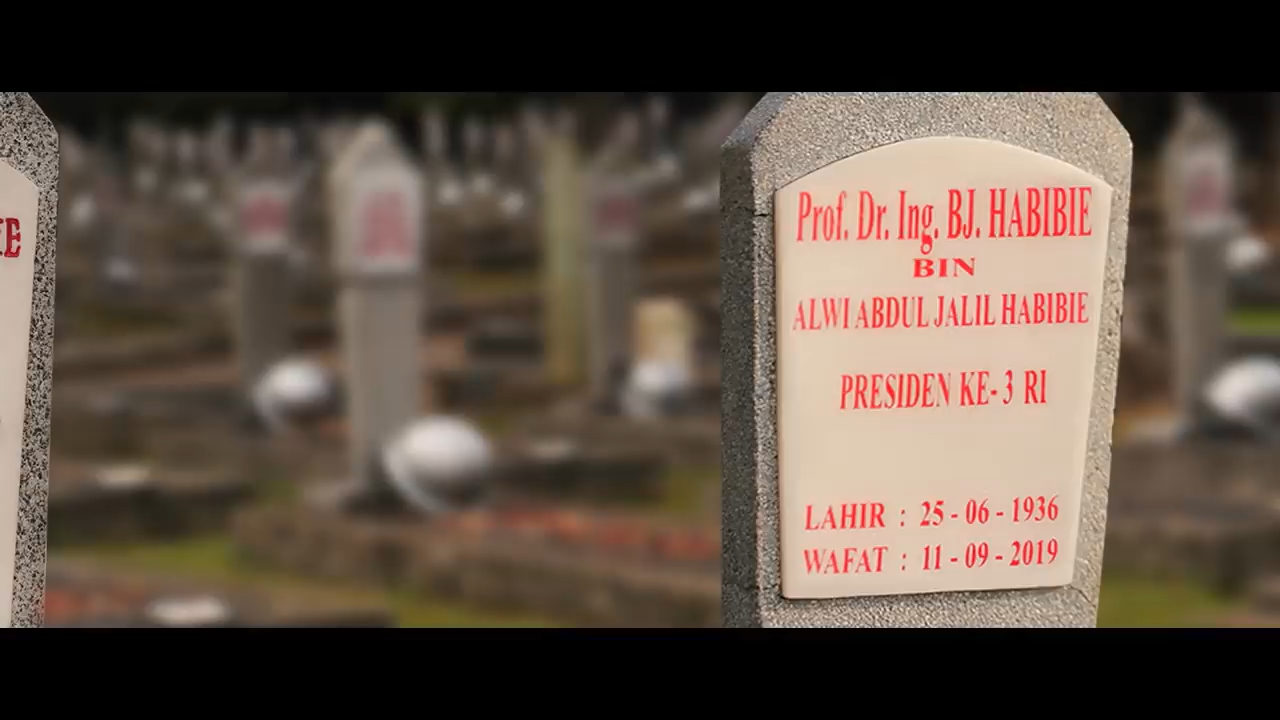 Prof. Dr. Ing. BJ. HABIBIE
BIN
ALWI ABDUL JALIL HABIBIE
PRESIDEN KE- 3 RI
LAHIR : 25 - 06 - 1936
WAFAT : 11 - 09 - 2019